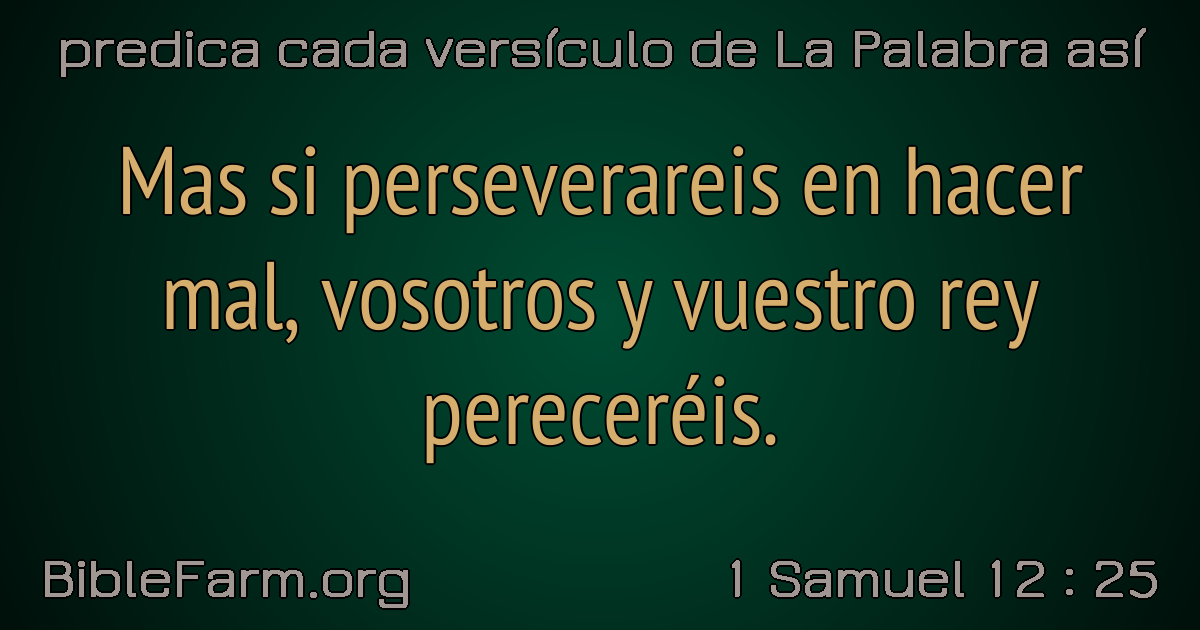 predica cada versículo de La Palabra así
Mas si perseverareis en hacer
mal, vosotros y vuestro rey
pereceréis.
BibleFarm.org
1 Samuel 12 : 25